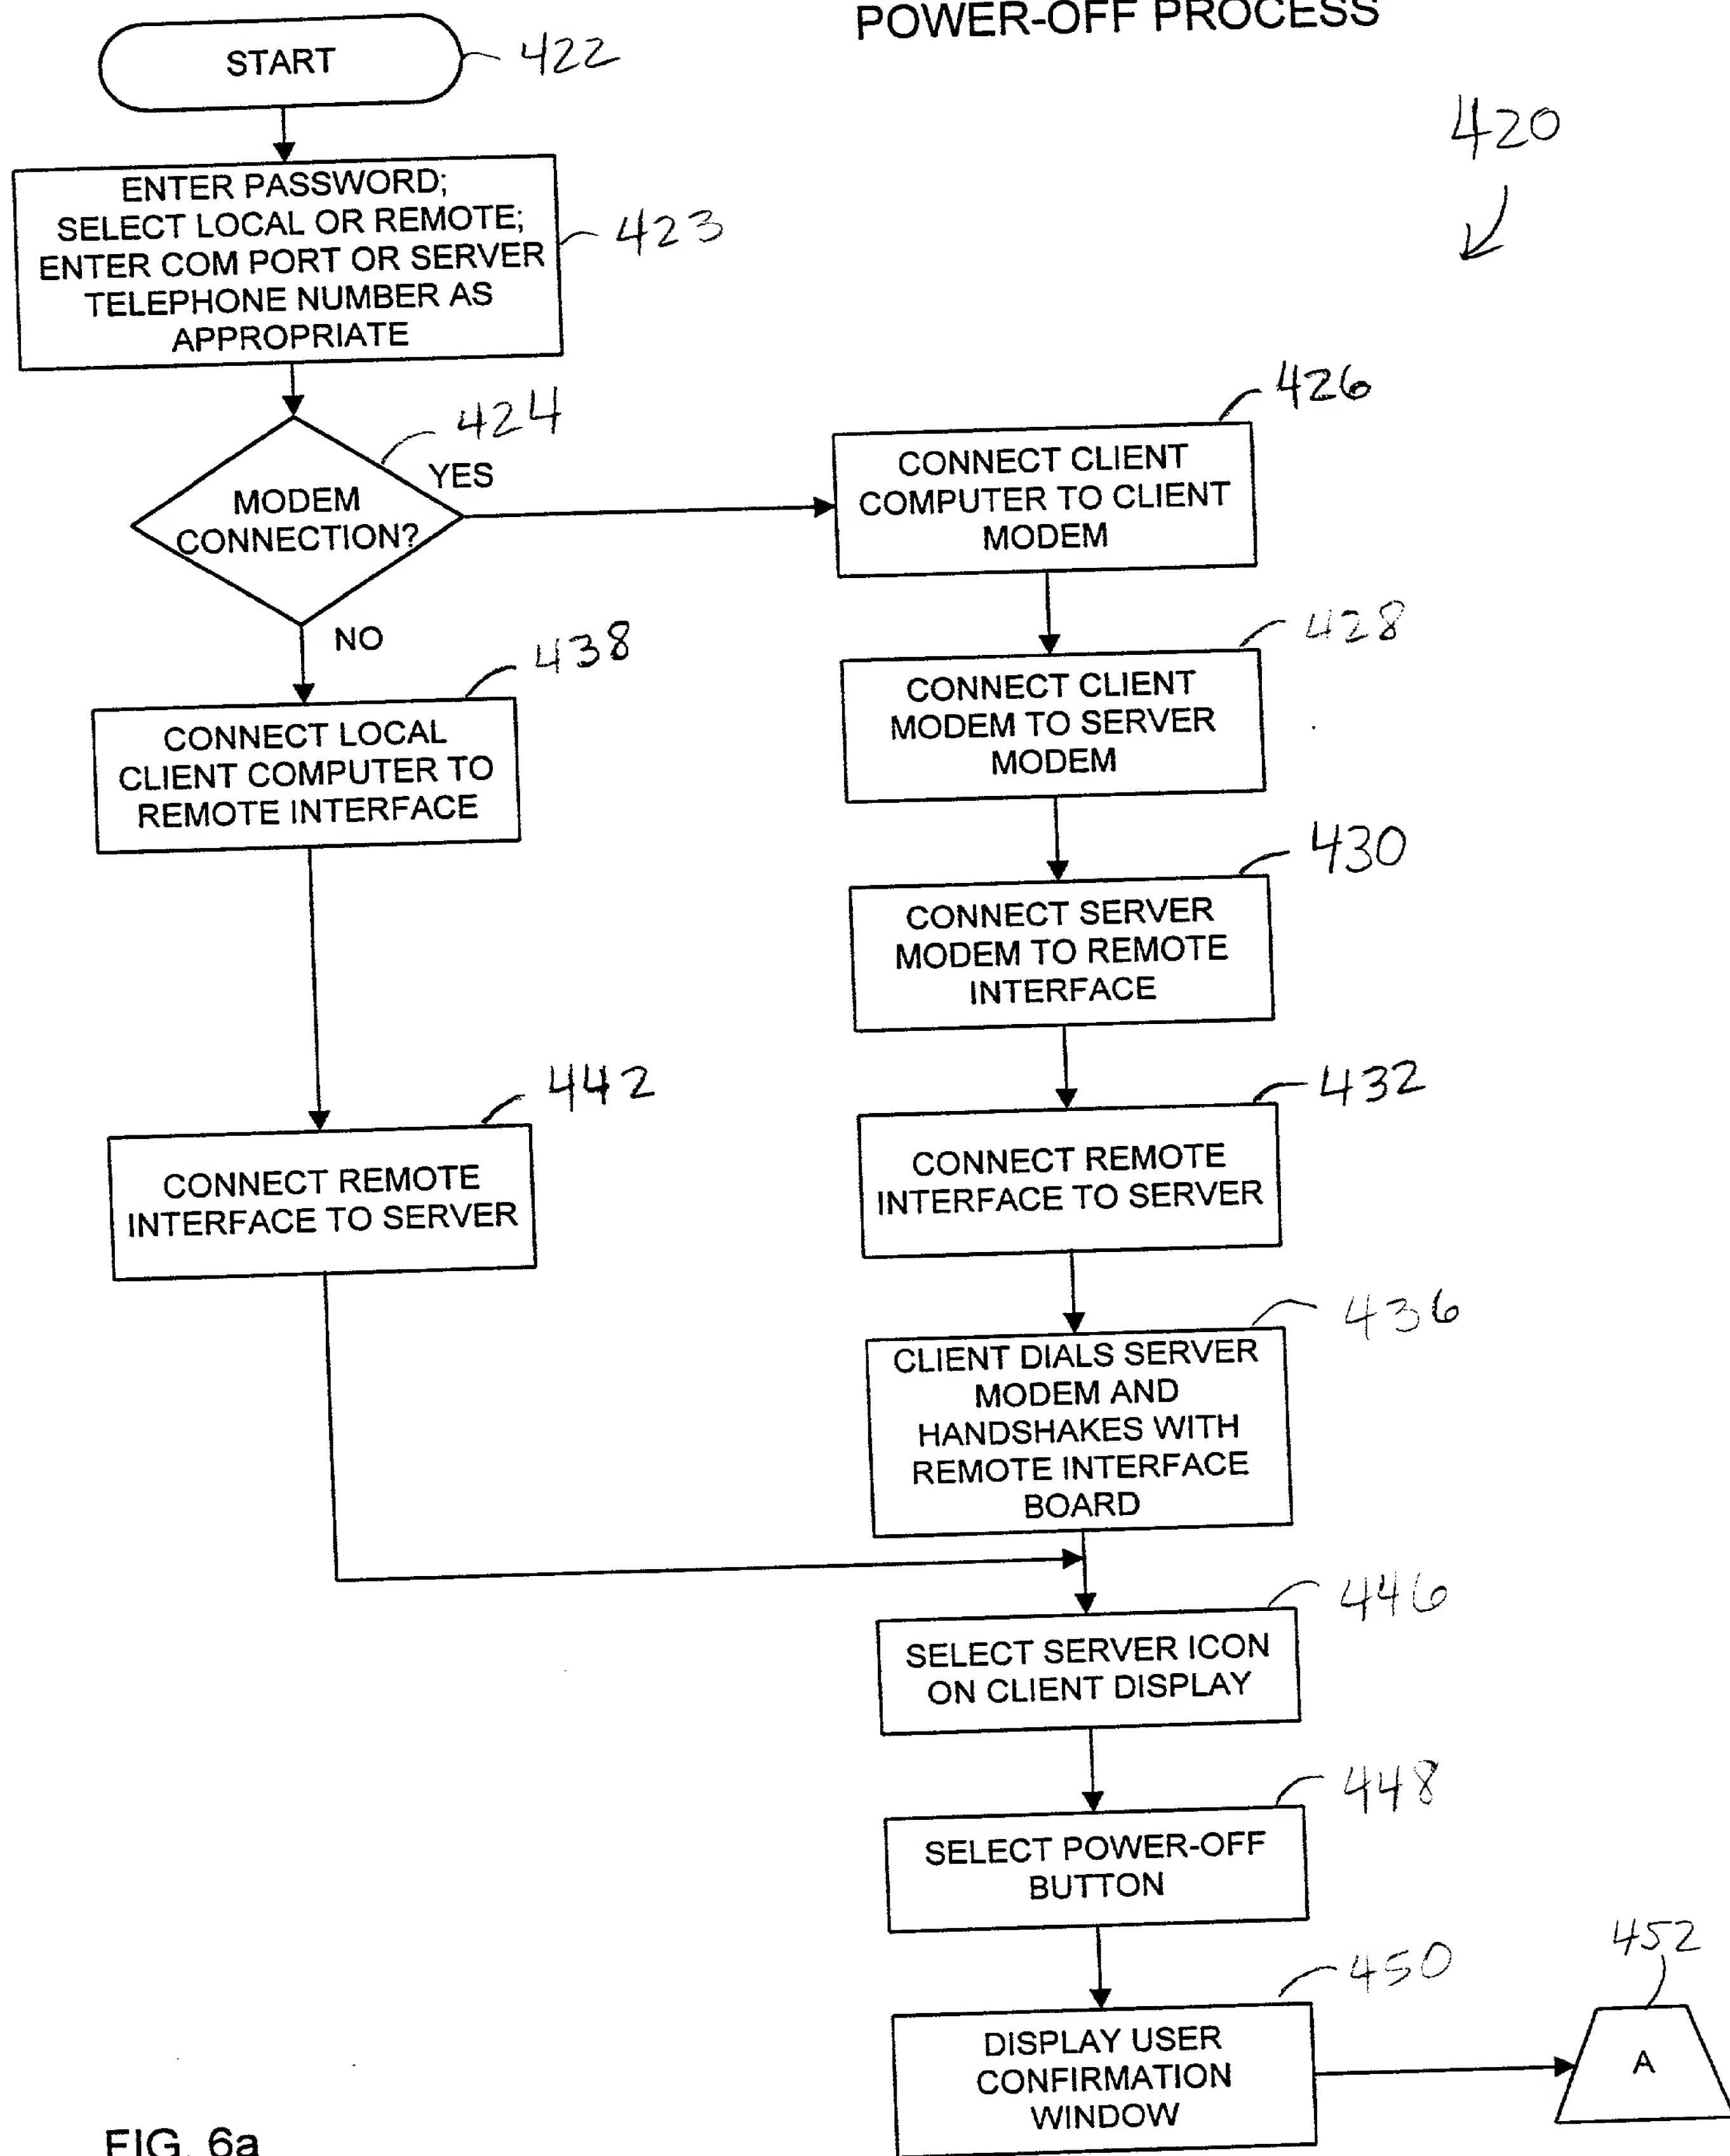 POWER-OFF PROCESS
START
422
420
ENTER PASSWORD;
SELECT LOCAL OR REMOTE;
ENTER COM PORT OR SERVER
TELEPHONE NUMBER AS
APPROPRIATE
423
424
MODEM
CONNECTION?
YES
NO
426
CONNECT CLIENT
COMPUTER TO CLIENT
MODEM
428
CONNECT CLIENT
MODEM TO SERVER
MODEM
438
CONNECT LOCAL
CLIENT COMPUTER TO
REMOTE INTERFACE
430
CONNECT SERVER
MODEM TO REMOTE
INTERFACE
442
CONNECT REMOTE
INTERFACE TO SERVER
432
CONNECT REMOTE
INTERFACE TO SERVER
436
CLIENT DIALS SERVER
MODEM AND
HANDSHAKES WITH
REMOTE INTERFACE
BOARD
446
SELECT SERVER ICON
ON CLIENT DISPLAY
448
SELECT POWER-OFF
BUTTON
450
DISPLAY USER
CONFIRMATION
WINDOW
452
A
FIG. 6a